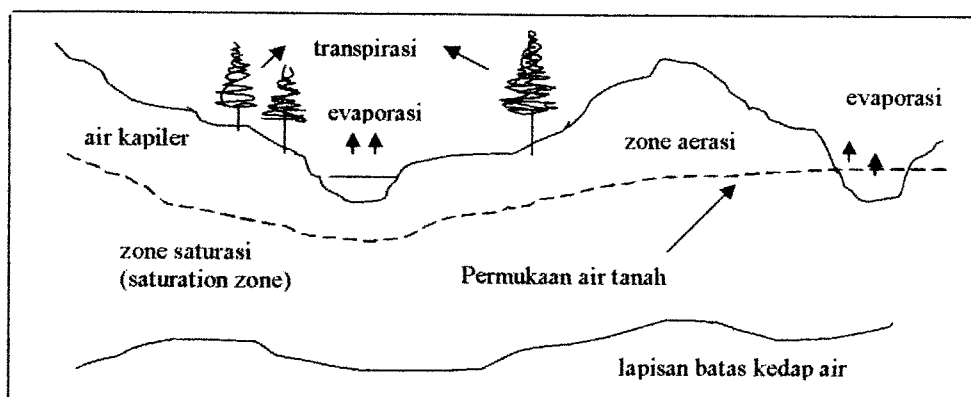 transpirasi
evaporasi
evaporasi
air kapiler
zone aerasi
zone saturasi
(saturation zone)
Permukaan air tanah
lapisan batas kedap air